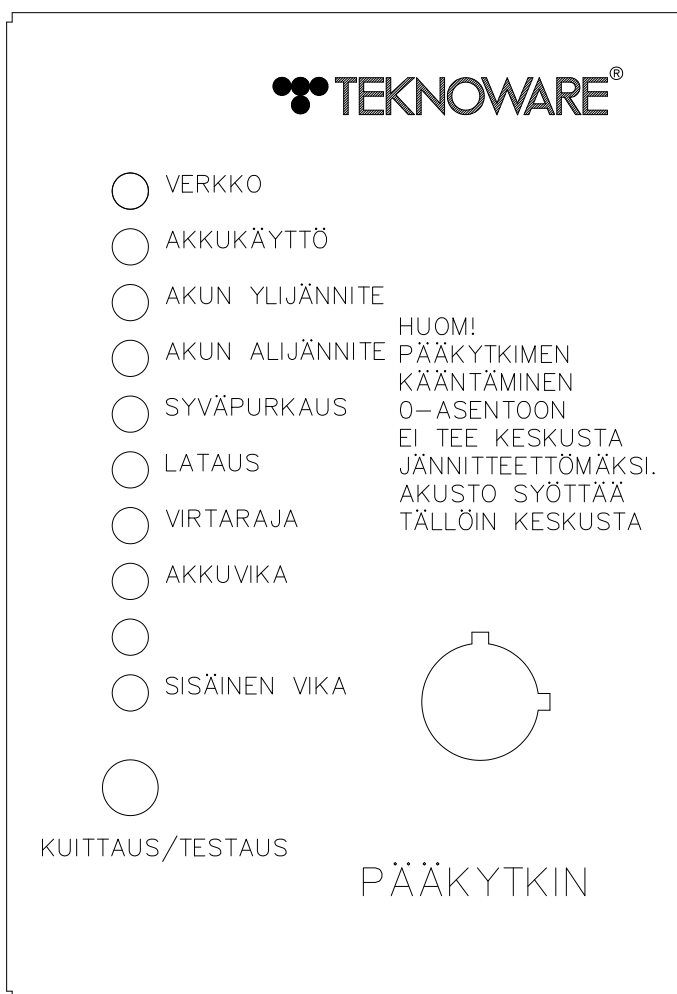 TEKNOWARE®
VERKKO
AKKUKÄYTTÖ
AKUN YLIJÄNNITE
AKUN ALIJÄNNITE
SYVÄPURKAUS
LATAUS
VIRTARAJA
AKKUVIKA
SISÄINEN VIKA
HUOM!
PÄÄKYTKIMEN
KÄÄNTÄMINEN
0-ASENTOON
EI TEE KESKUSTA
JÄNNITTEETTÖMÄKSI.
AKUSTO SYÖTTÄÄ
TÄLLÖIN KESKUSTA
KUITTAUS/TESTAUS
PÄÄKYTKIN